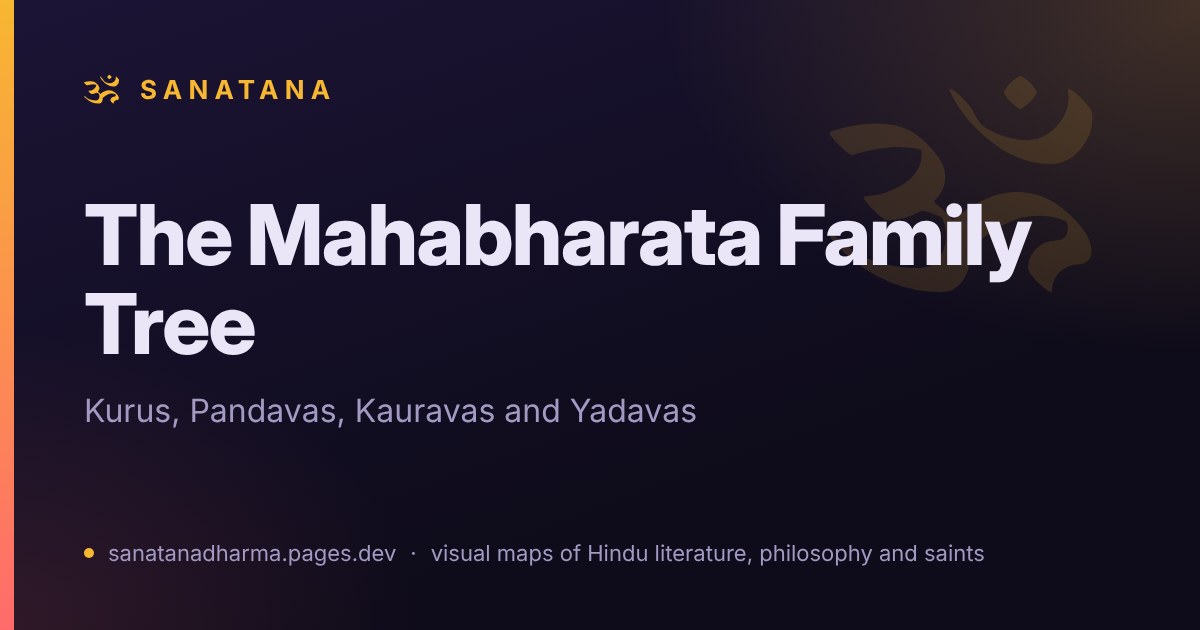 ॐ SANATANA
The Mahabharata Family
Tree
Kurus, Pandavas, Kauravas and Yadavas
sanatanadharma.pages.dev · visual maps of Hindu literature, philosophy and saints